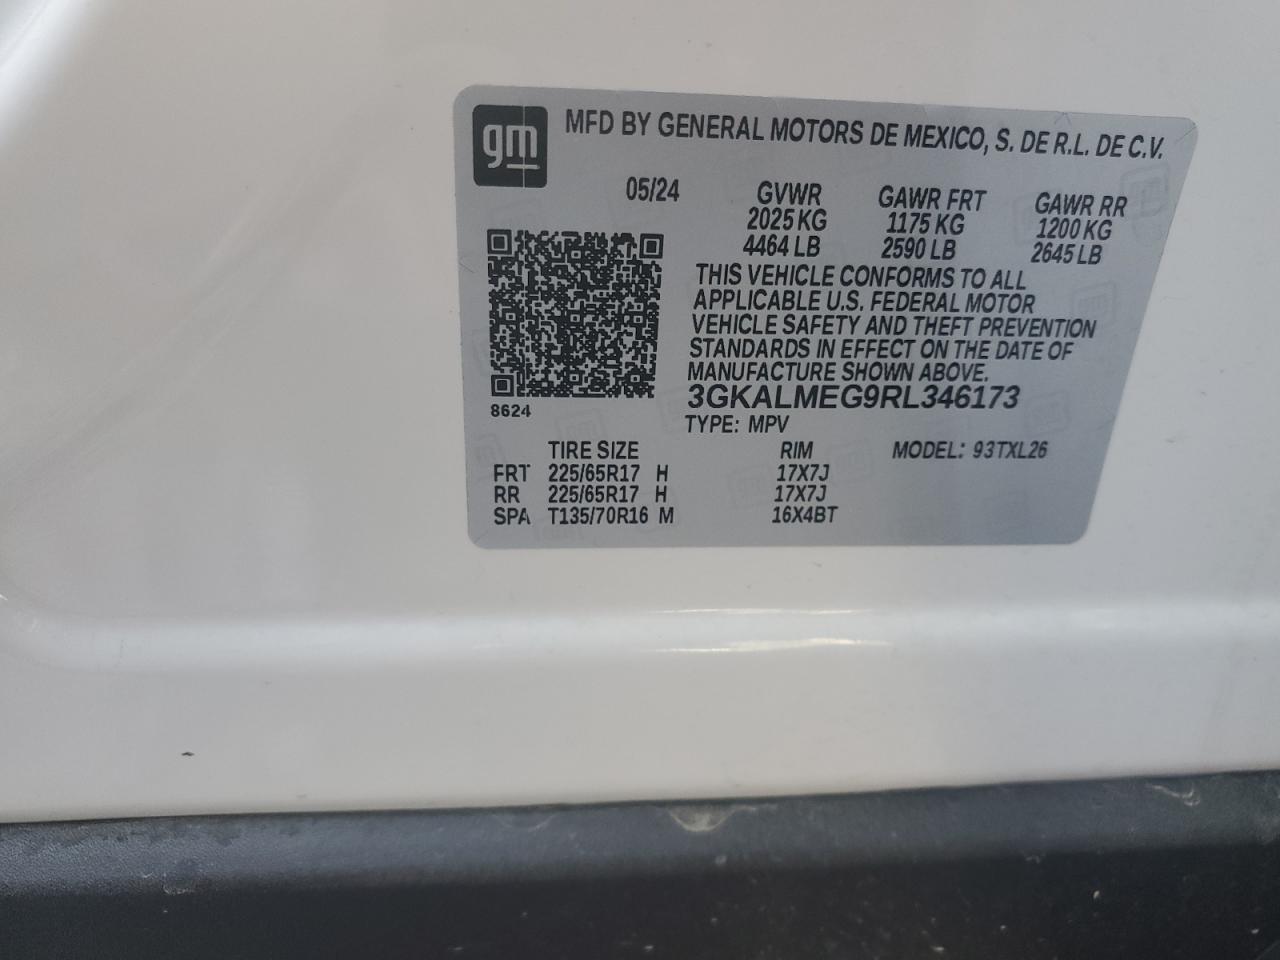 gm
MFD BY GENERAL MOTORS DE MEXICO, S. DE R.L. DE C.V.
05/24 GVWR GAWR FRT GAWR RR
2025 KG 1175 KG 1200 KG
4464 LB 2590 LB 2645 LB
THIS VEHICLE CONFORMS TO ALL
APPLICABLE U.S. FEDERAL MOTOR
VEHICLE SAFETY AND THEFT PREVENTION
STANDARDS IN EFFECT ON THE DATE OF
MANUFACTURE SHOWN ABOVE.
3GKALMEG9RL346173
8624
TYPE: MPV
TIRE SIZE RIM MODEL: 93TXL26
FRT 225/65R17 H 17X7J
RR 225/65R17 H 17X7J
SPA T135/70R16 M 16X4BT